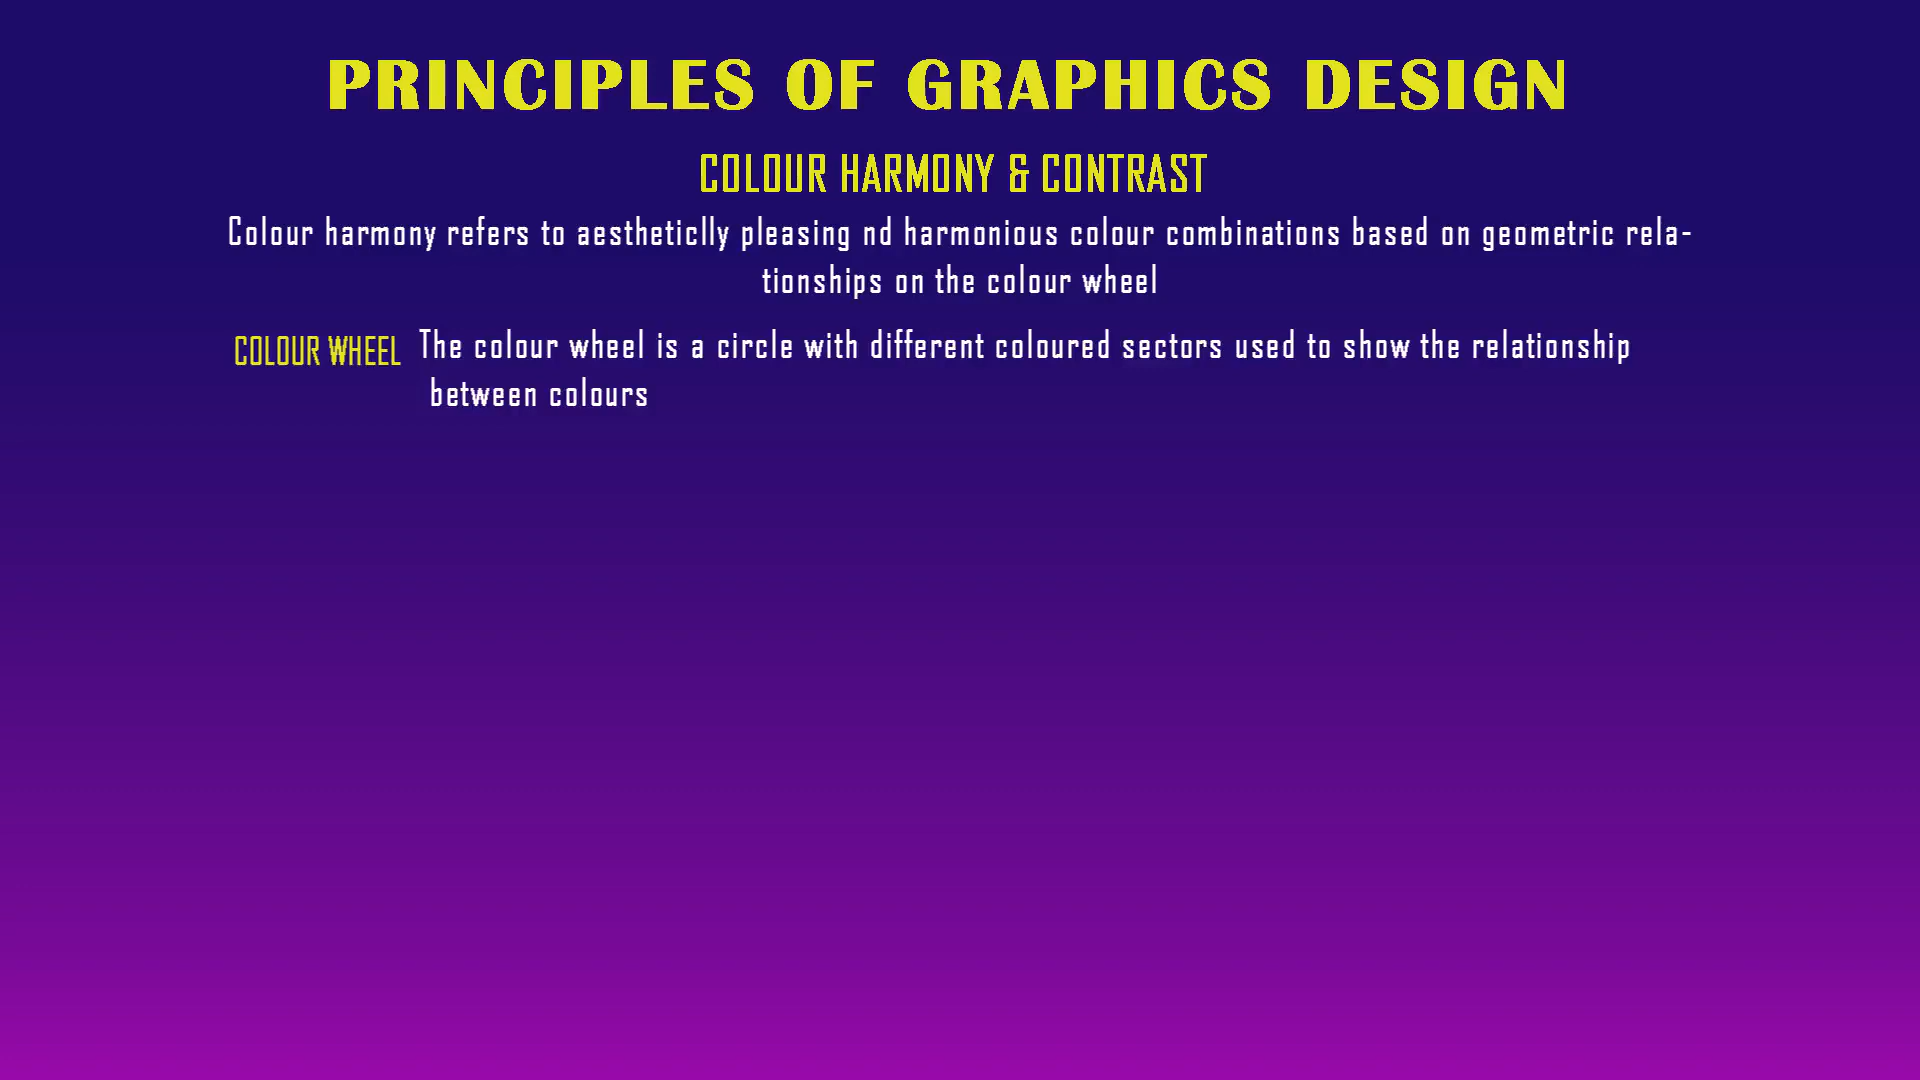 PRINCIPLES OF GRAPHICS DESIGN
COLOUR HARMONY & CONTRAST
Colour harmony refers to aestheticlly pleasing nd harmonious colour combinations based on geometric rela-
tionships on the colour wheel
COLOUR WHEEL The colour wheel is a circle with different coloured sectors used to show the relationship
between colours